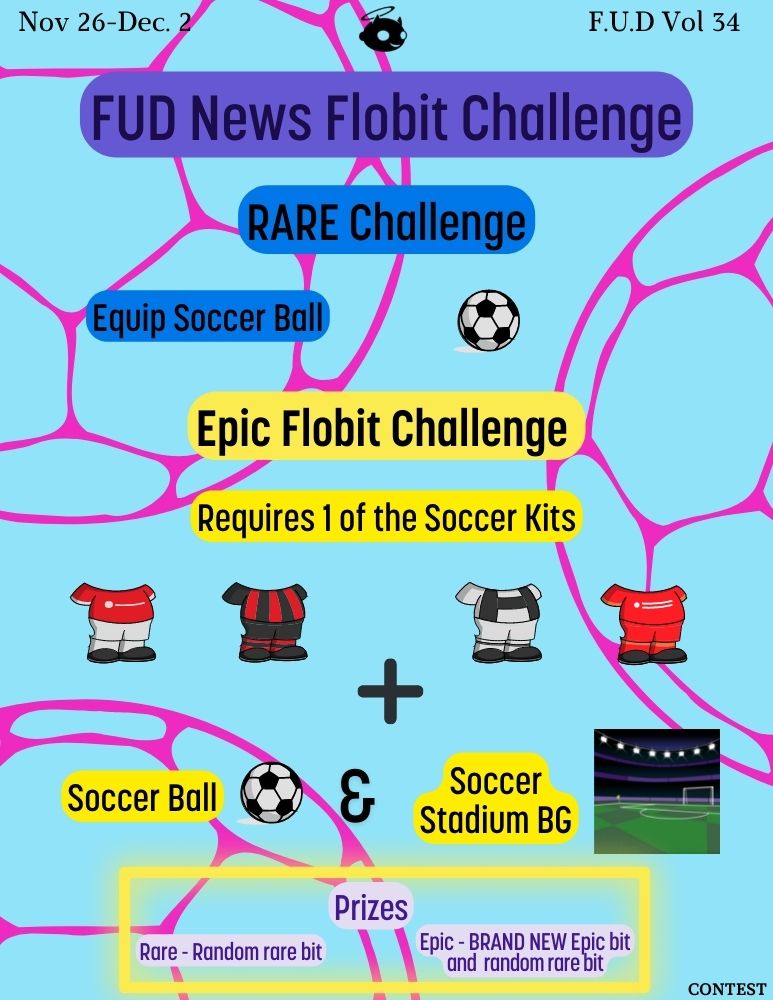 Nov 26-Dec. 2
F.U.D Vol 34
FUD News Flobit Challenge
RARE Challenge
Equip Soccer Ball
Epic Flobit Challenge
Requires 1 of the Soccer Kits
+
Soccer Ball
&
Soccer
Stadium BG
Prizes
Rare - Random rare bit
Epic - BRAND NEW Epic bit
and random rare bit
CONTEST